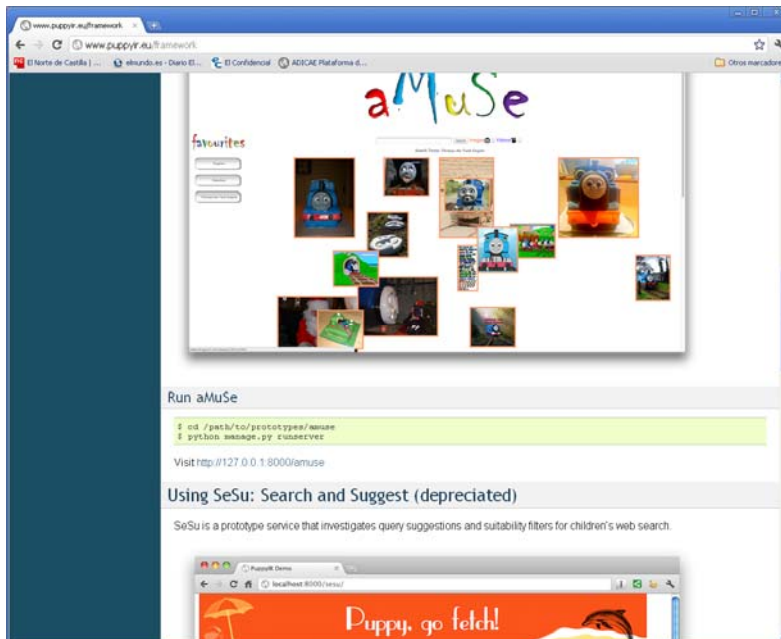 www.puppyir.eu/framework
www.puppyir.eu/framework
El Norte de Castilla | ...
elmundo.es - Diario El...
El Confidencial
ADICAE Plataforma d...
Otros marcadores
aMuSe
favourites
Run aMuSe
$ cd /path/to/prototypes/amuse
$ python manage.py runserver
Visit http://127.0.0.1:8000/amuse
Using SeSu: Search and Suggest (depreciated)
SeSu is a prototype service that investigates query suggestions and suitability filters for children's web search.
PuppyIR Demo
localhost:8000/sesu/
Puppy, go fetch!